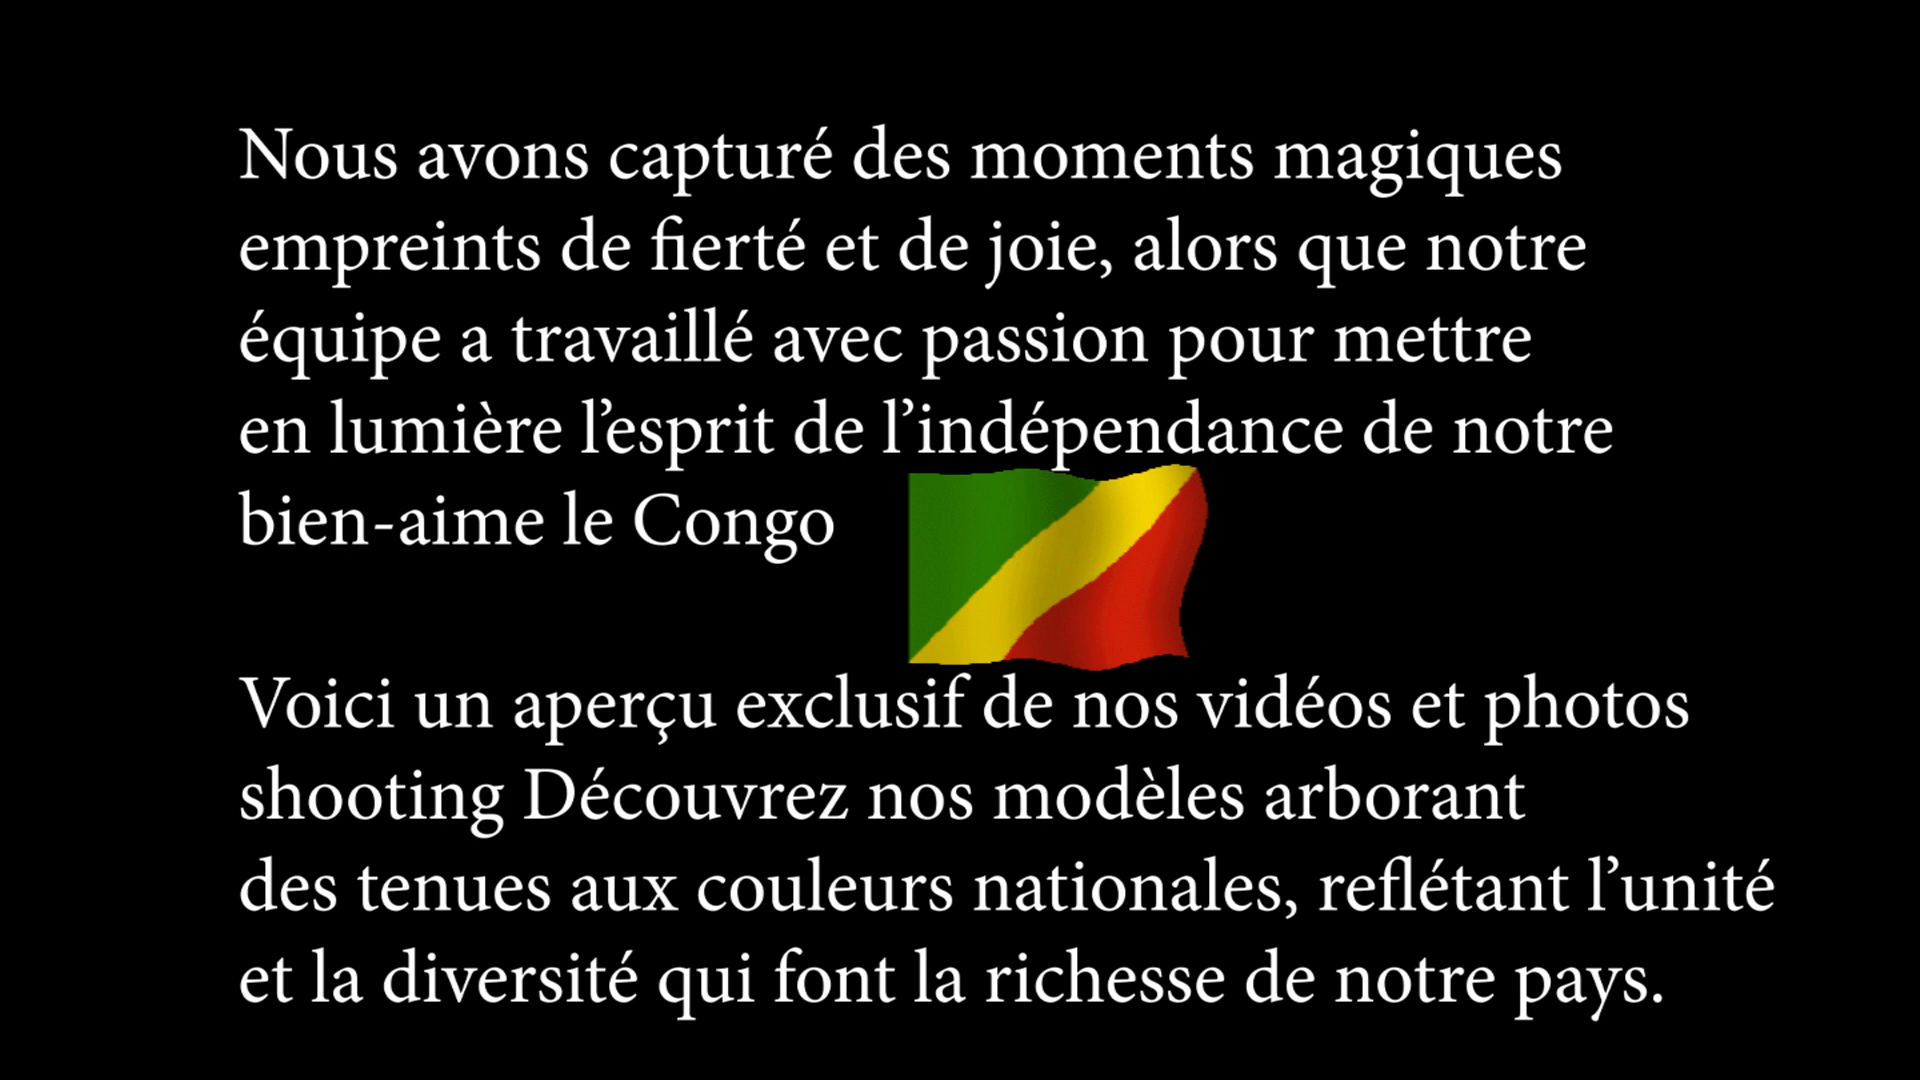 Nous avons capturé des moments magiques
empreints de fierté et de joie, alors que notre
équipe a travaillé avec passion pour mettre
en lumière l’esprit de l’indépendance de notre
bien-aime le Congo
Voici un aperçu exclusif de nos vidéos et photos
shooting Découvrez nos modèles arborant
des tenues aux couleurs nationales, reflétant l’unité
et la diversité qui font la richesse de notre pays.